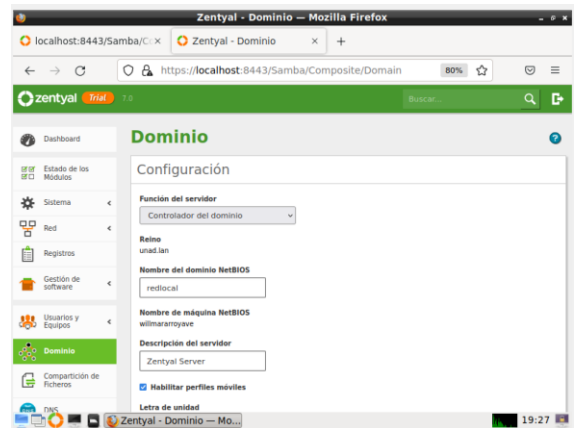 Zentyal - Dominio — Mozilla Firefox
localhost:8443/Samba/C
Zentyal - Dominio
https://localhost:8443/Samba/Composite/Domain
80%
zentyal Trial 7.0
Buscar...
Dashboard
Estado de los
Módulos
Sistema
Red
Registros
Gestión de
software
Usuarios y
Equipos
Dominio
Compartición de
Ficheros
DNS
Dominio
Configuración
Función del servidor
Controlador del dominio
Reino
unad.lan
Nombre del dominio NetBIOS
redlocal
Nombre de máquina NetBIOS
wilmararroyave
Descripción del servidor
Zentyal Server
Habilitar perfiles móviles
Letra de unidad
Zentyal - Dominio — Mo...
19:27